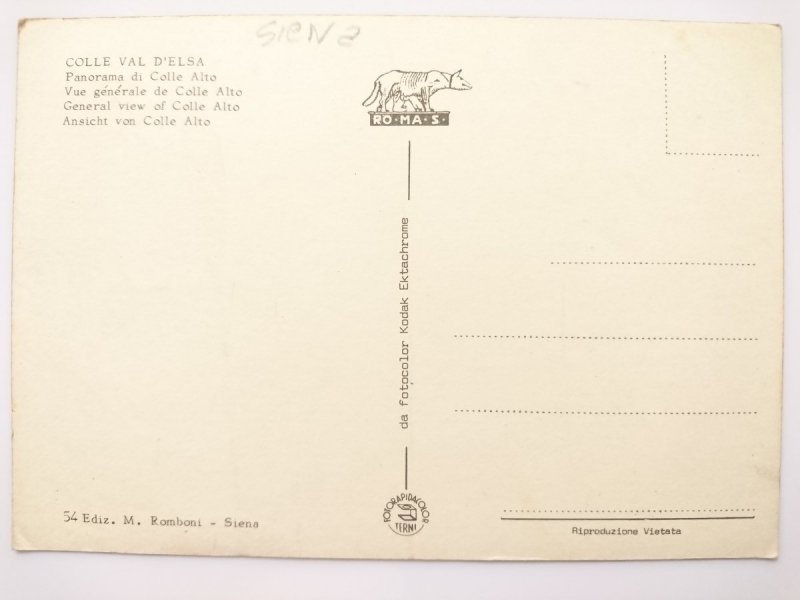 siena
COLLE VAL D'ELSA
Panorama di Colle Alto
Vue générale de Colle Alto
General view of Colle Alto
Ansicht von Colle Alto
RO·MA·S·
da fotocolor Kodak Ektachrome
54 Ediz. M. Romboni - Siena
FOTORAPIDACOLOR
TERNI
Riproduzione Vietata